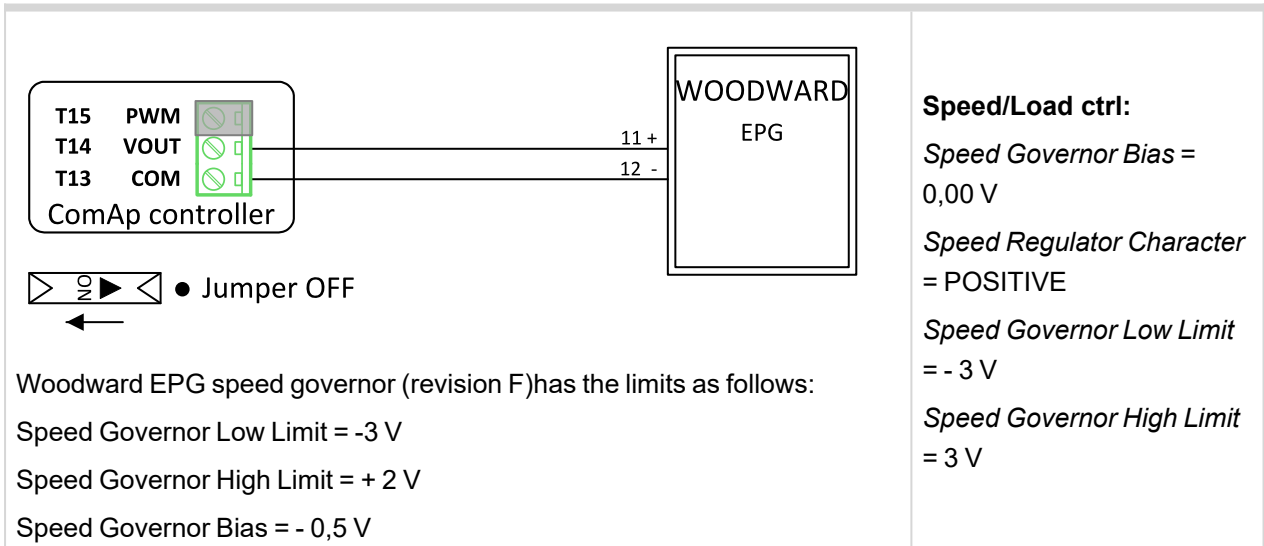 T15 PWM
T14 VOUT
T13 COM
ComAp controller
11 +
12 -
WOODWARD
EPG
ON
Jumper OFF
Woodward EPG speed governor (revision F)has the limits as follows:
Speed Governor Low Limit = -3 V
Speed Governor High Limit = + 2 V
Speed Governor Bias = - 0,5 V
Speed/Load ctrl:
Speed Governor Bias =
0,00 V
Speed Regulator Character
= POSITIVE
Speed Governor Low Limit
= - 3 V
Speed Governor High Limit
= 3 V